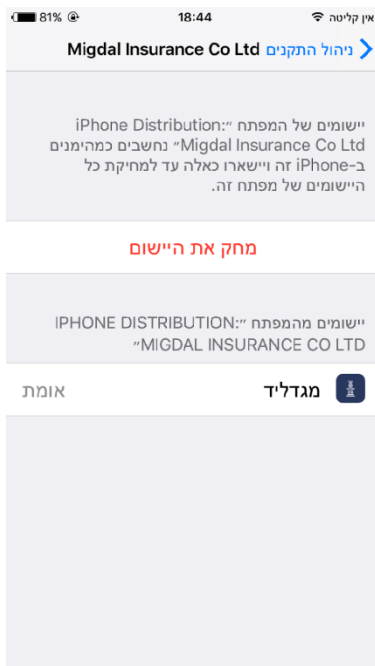 אין קליטה 18:44 81%
ניהול התקנים Migdal Insurance Co Ltd
יישומים של המפתח ״iPhone Distribution:
Migdal Insurance Co Ltd״ נחשבים כמהימנים
ב-iPhone זה ויישארו כאלה עד למחיקת כל
היישומים של מפתח זה.
מחק את היישום
יישומים מהמפתח ״IPHONE DISTRIBUTION:
MIGDAL INSURANCE CO LTD״
מגדליד אומת